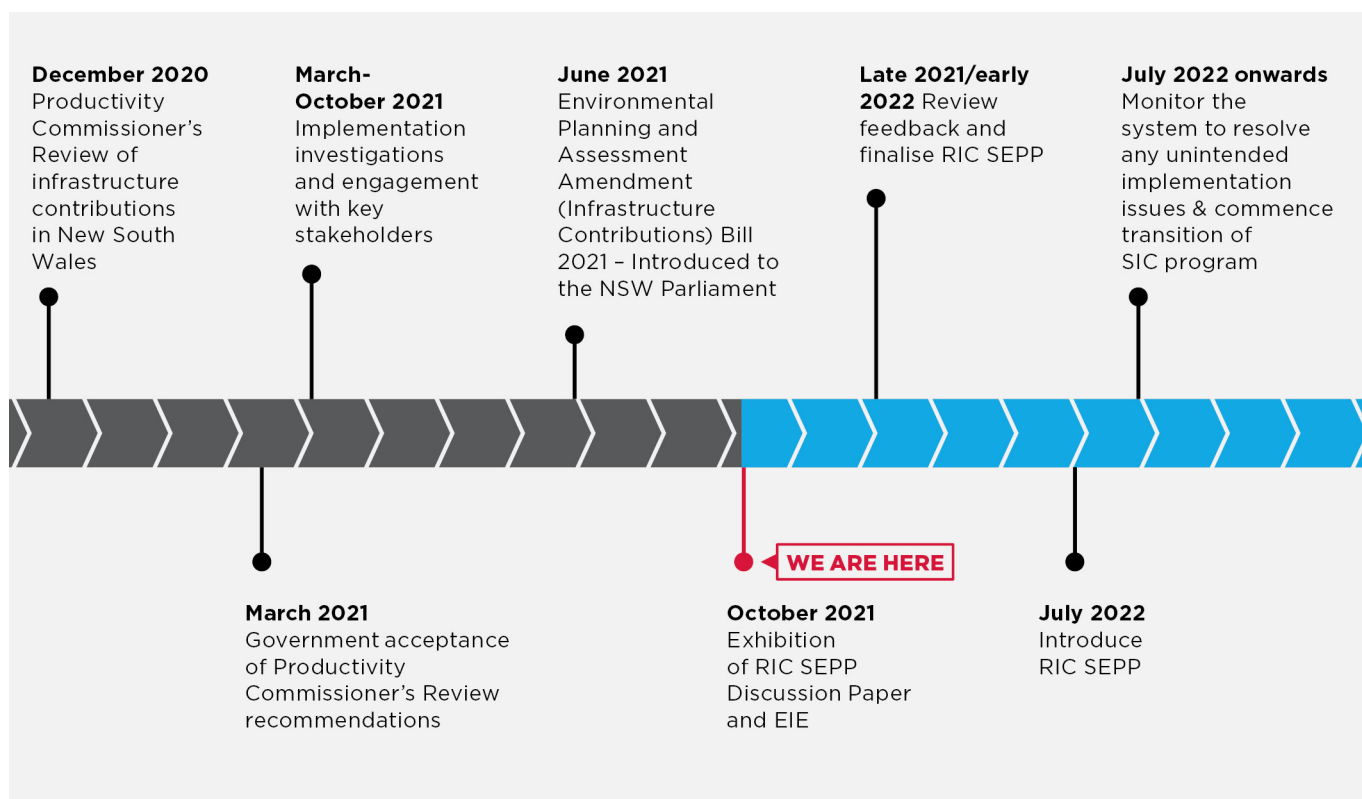 December 2020
Productivity
Commissioner's
Review of
infrastructure
contributions
in New South
Wales
March-
October 2021
Implementation
investigations
and engagement
with key
stakeholders
June 2021
Environmental
Planning and
Assessment
Amendment
(Infrastructure
Contributions) Bill
2021 – Introduced to
the NSW Parliament
Late 2021/early
2022 Review
feedback and
finalise RIC SEPP
July 2022 onwards
Monitor the
system to resolve
any unintended
implementation
issues & commence
transition of
SIC program
WE ARE HERE
March 2021
Government acceptance
of Productivity
Commissioner's Review
recommendations
October 2021
Exhibition
of RIC SEPP
Discussion Paper
and EIE
July 2022
Introduce
RIC SEPP